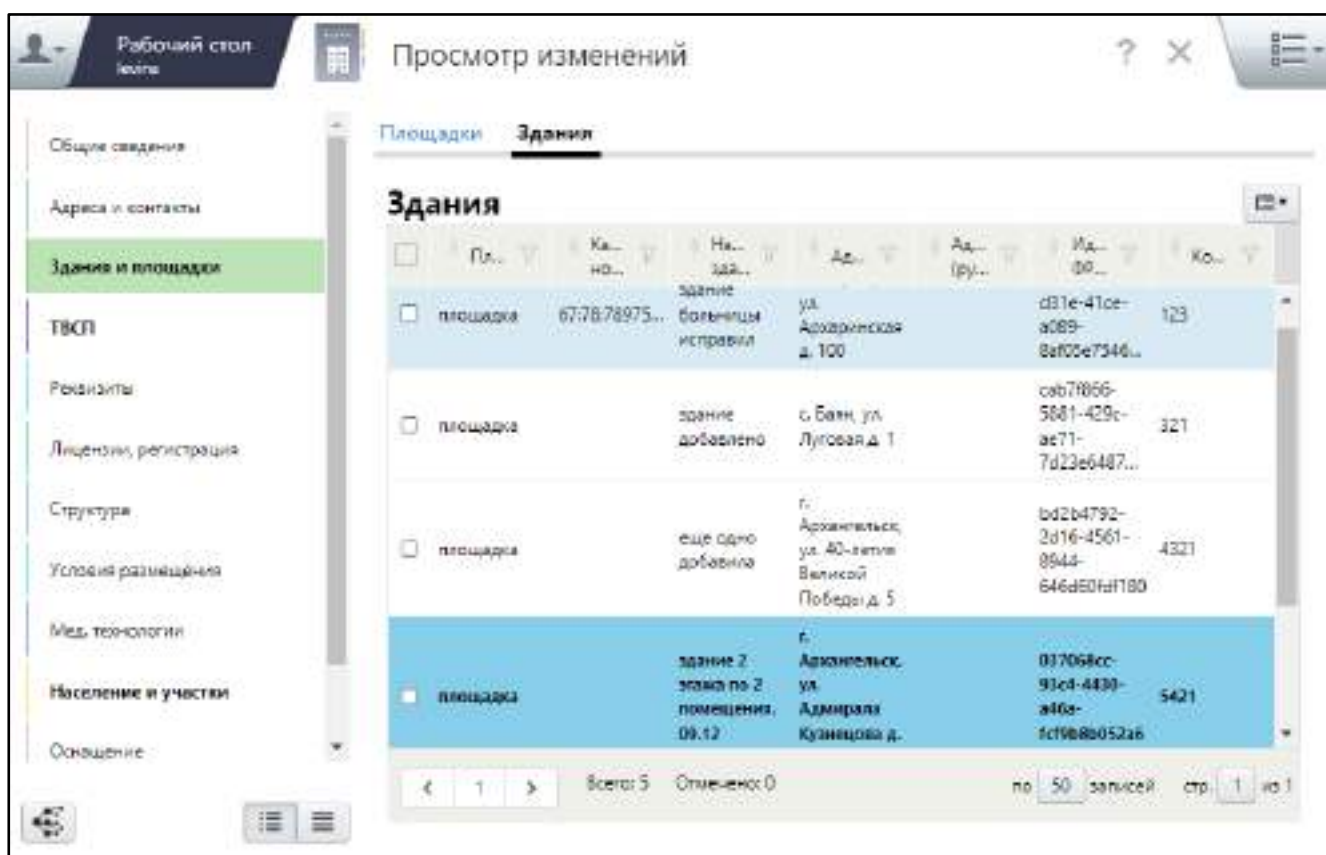 Рабочий стол
levina
Просмотр изменений
?
Общие сведения
Адреса и контакты
Здания и площадки
ТВСП
Реквизиты
Лицензии, регистрация
Структура
Условия размещения
Мед. технологии
Население и участки
Оснащение
Площадки Здания
Здания
Пл... Ка... но... На... зда... Ад... Ад... (ру... Ко...
площадка 67:78:78975... здание больницы исправил ул. Архаринская д. 100 d31e-41ce-a089-8af05e7546... 123
площадка здание добавлено с. Баян, ул. Луговая д. 1 cab7f866-5881-429c-ae71-7d23e6487... 321
площадка еще одно добавила г. Архангельск, ул. 40-летия Великой Победы д. 5 bd2b4792-2d16-4561-8944-646d60fdf180 4321
площадка здание 2 этажа по 2 помещения. 09.12 г. Архангельск, ул. Адмирала Кузнецова д. 037068cc-93c4-4430-a46a-fcf9b8b052a6 5421
1 Всего: 5 Отмечено: 0 по 50 записей стр. 1 из 1